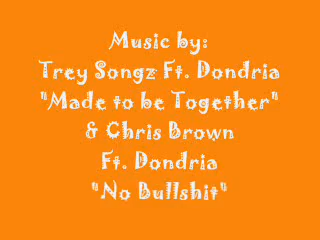 Music by:
Trey Songz Ft. Dondria
"Made to be Together"
& Chris Brown
Ft. Dondria
"No Bullshit"